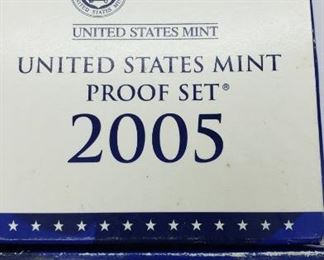 UNITED STATES MINT
UNITED STATES MINT
PROOF SET®
2005